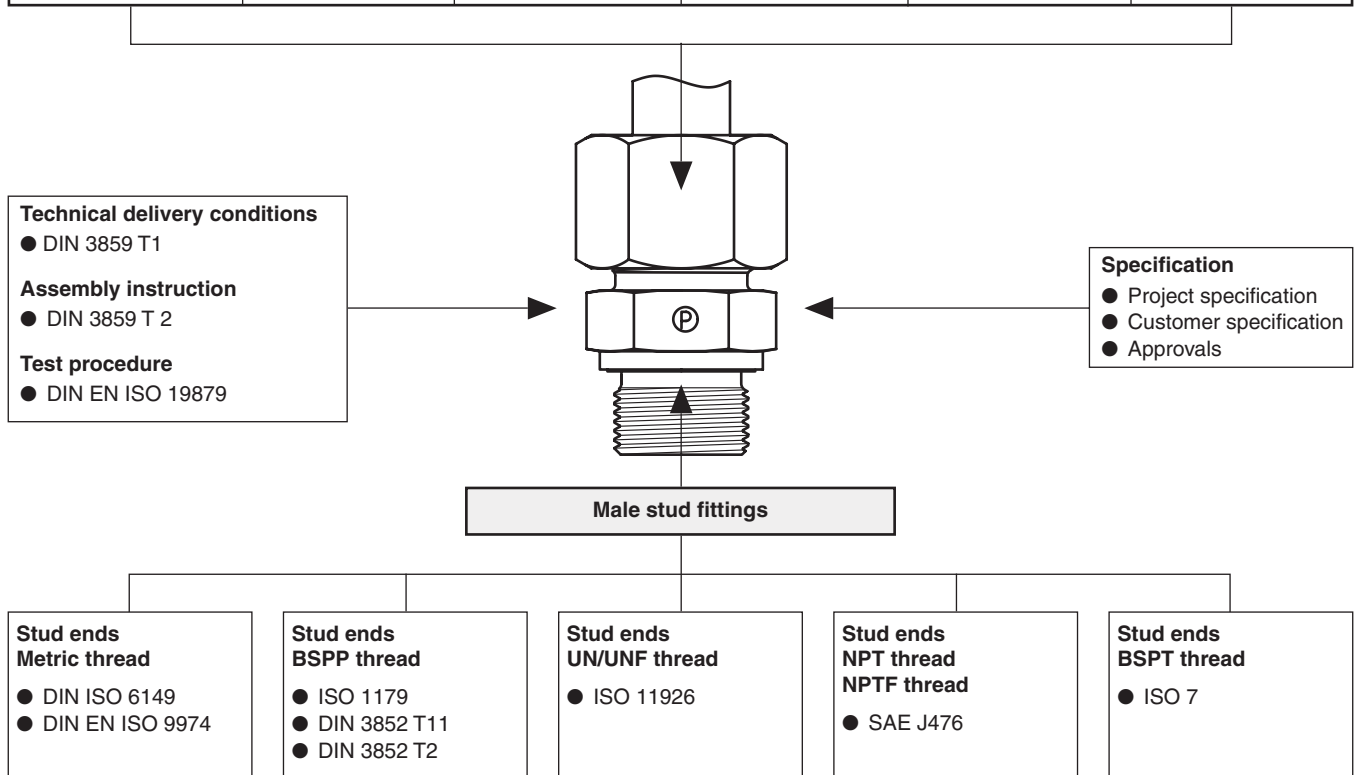 Technical delivery conditions
● DIN 3859 T1
Assembly instruction
● DIN 3859 T 2
Test procedure
● DIN EN ISO 19879
P
Specification
● Project specification
● Customer specification
● Approvals
Male stud fittings
Stud ends
Metric thread
● DIN ISO 6149
● DIN EN ISO 9974
Stud ends
BSPP thread
● ISO 1179
● DIN 3852 T11
● DIN 3852 T2
Stud ends
UN/UNF thread
● ISO 11926
Stud ends
NPT thread
NPTF thread
● SAE J476
Stud ends
BSPT thread
● ISO 7